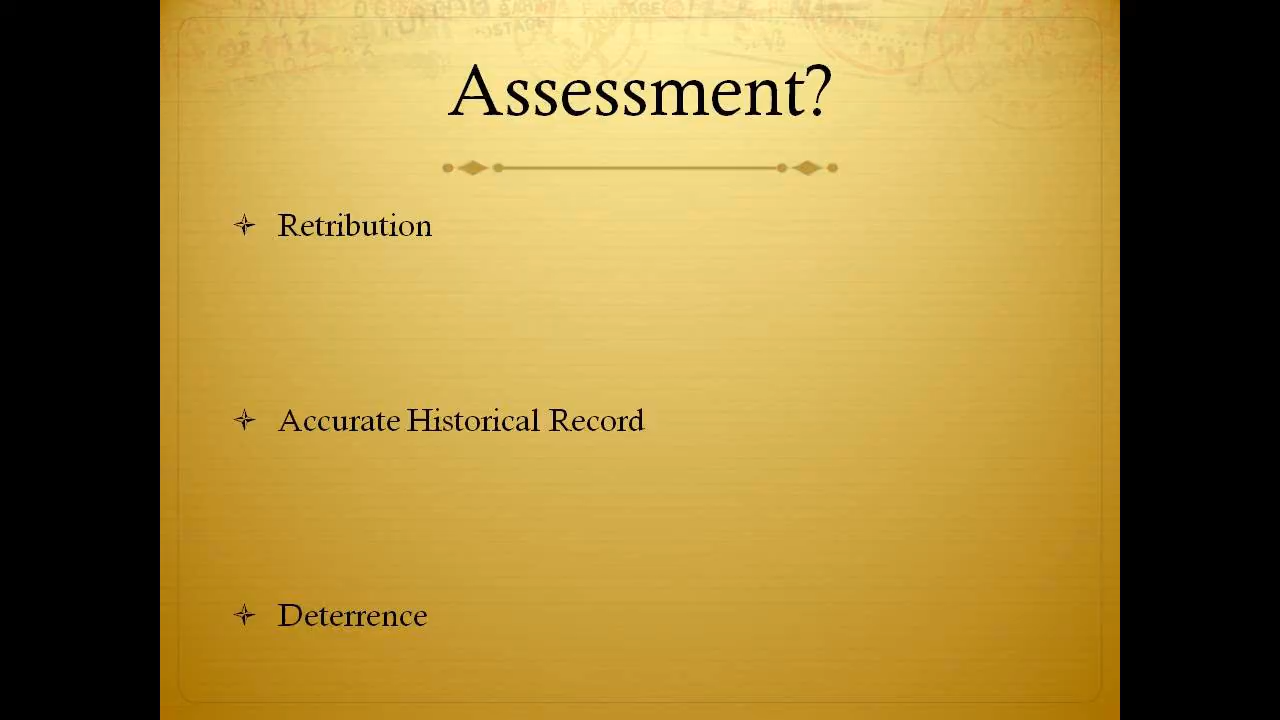 Assessment?
Retribution
Accurate Historical Record
Deterrence